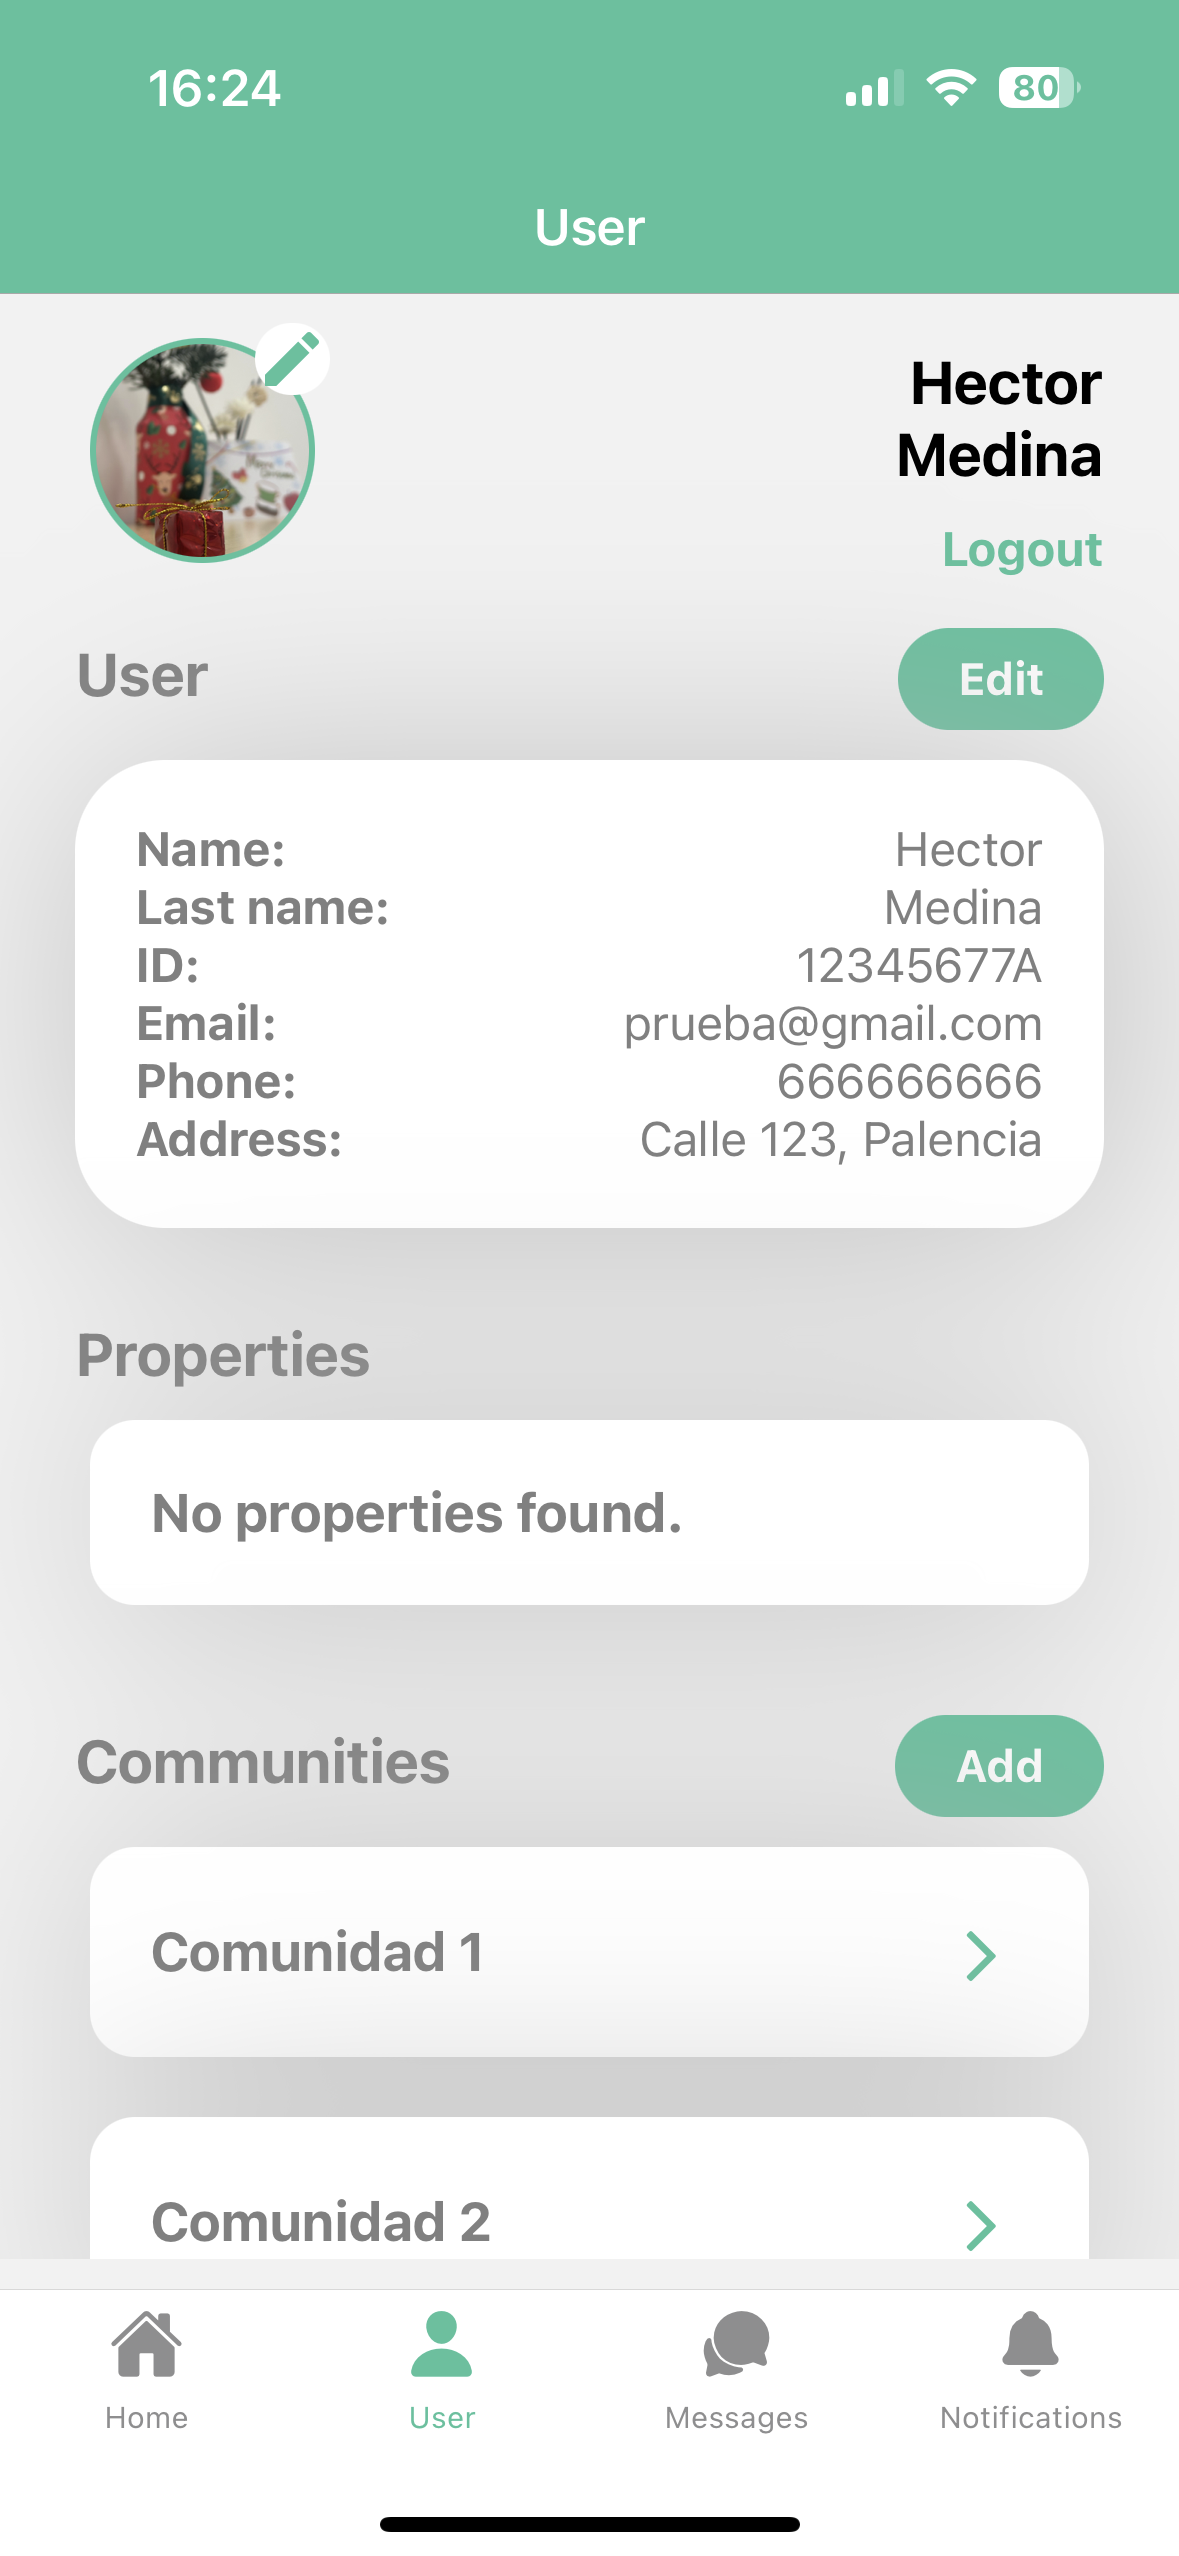 16:24
80
User
Hector
Medina
Logout
User
Edit
Name: Hector
Last name: Medina
ID: 12345677A
Email: prueba@gmail.com
Phone: 666666666
Address: Calle 123, Palencia
Properties
No properties found.
Communities
Add
Comunidad 1
Comunidad 2
Home
User
Messages
Notifications